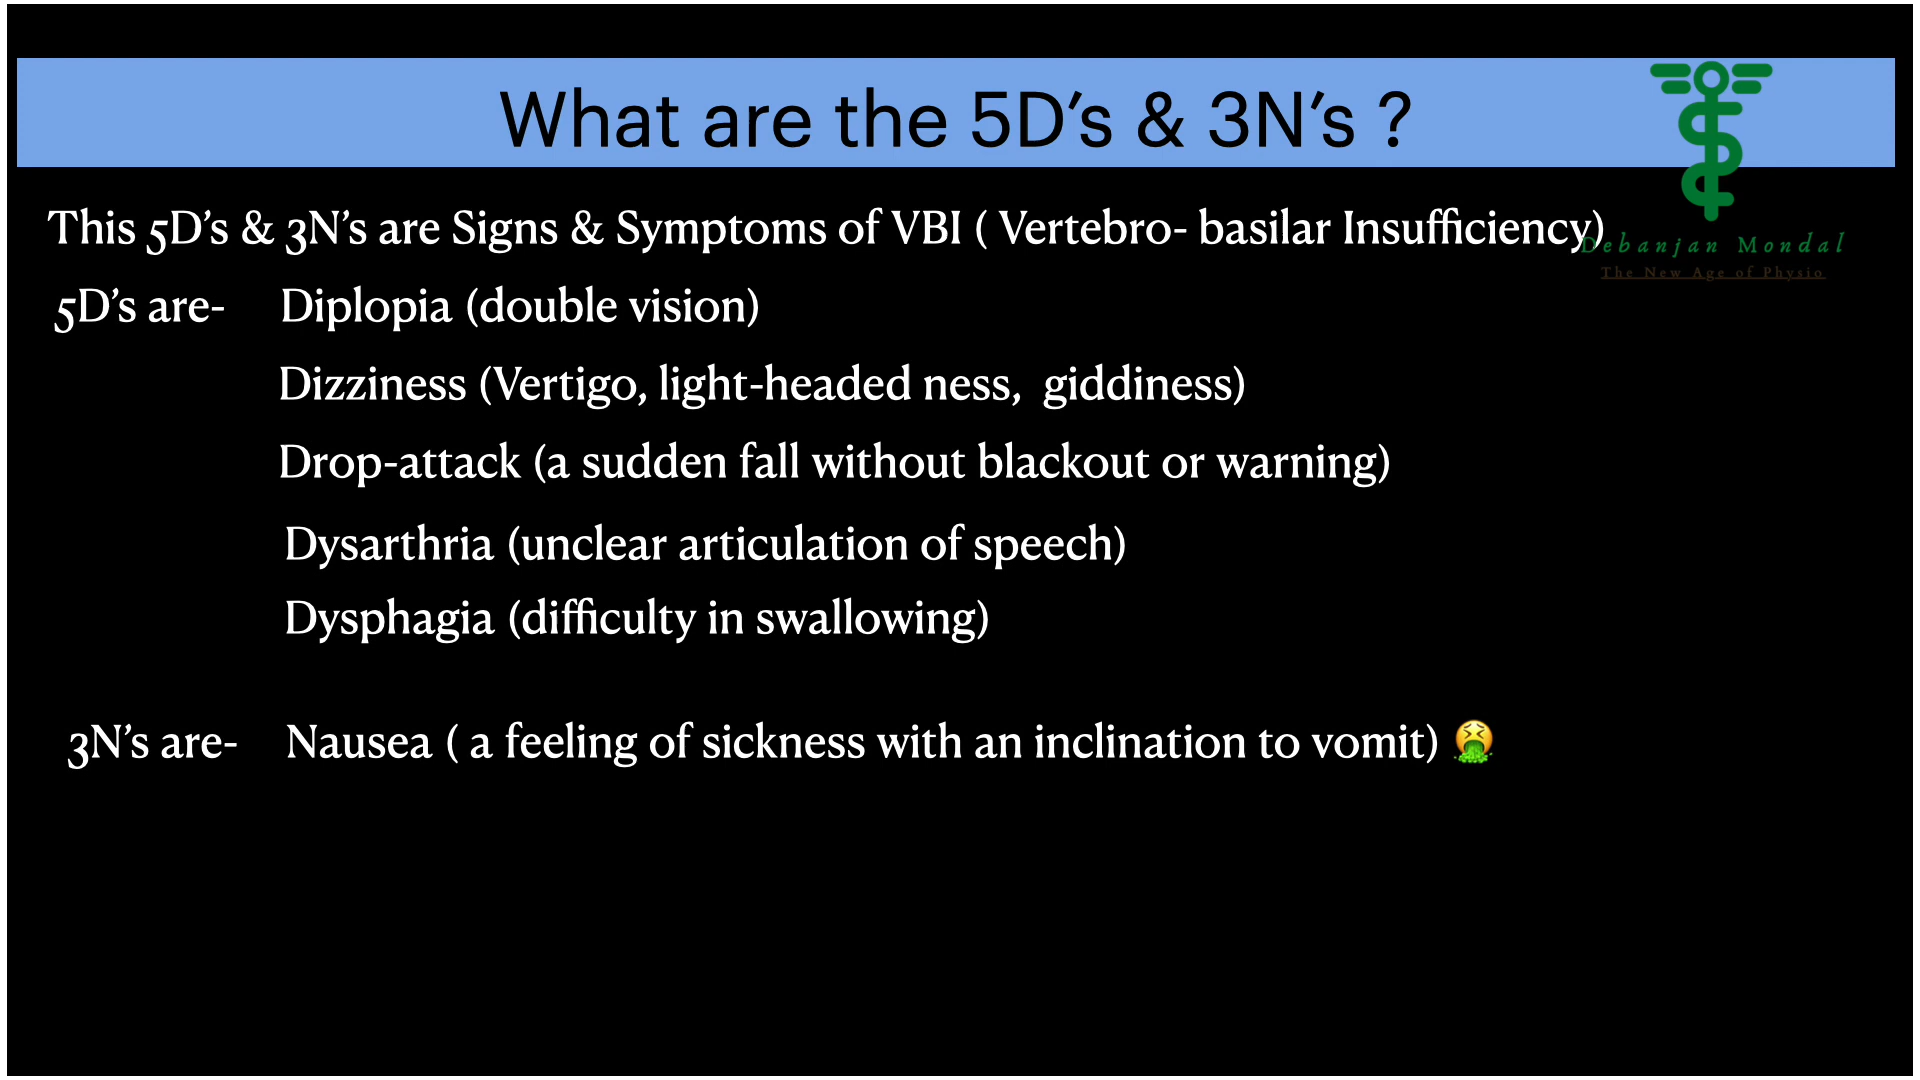 What are the 5D's & 3N's ?
This 5D's & 3N's are Signs & Symptoms of VBI ( Vertebro- basilar Insufficiency)
Debanjan Mondal
The New Age of Physio
5D's are- Diplopia (double vision)
Dizziness (Vertigo, light-headed ness, giddiness)
Drop-attack (a sudden fall without blackout or warning)
Dysarthria (unclear articulation of speech)
Dysphagia (difficulty in swallowing)
3N's are- Nausea ( a feeling of sickness with an inclination to vomit) 🤮